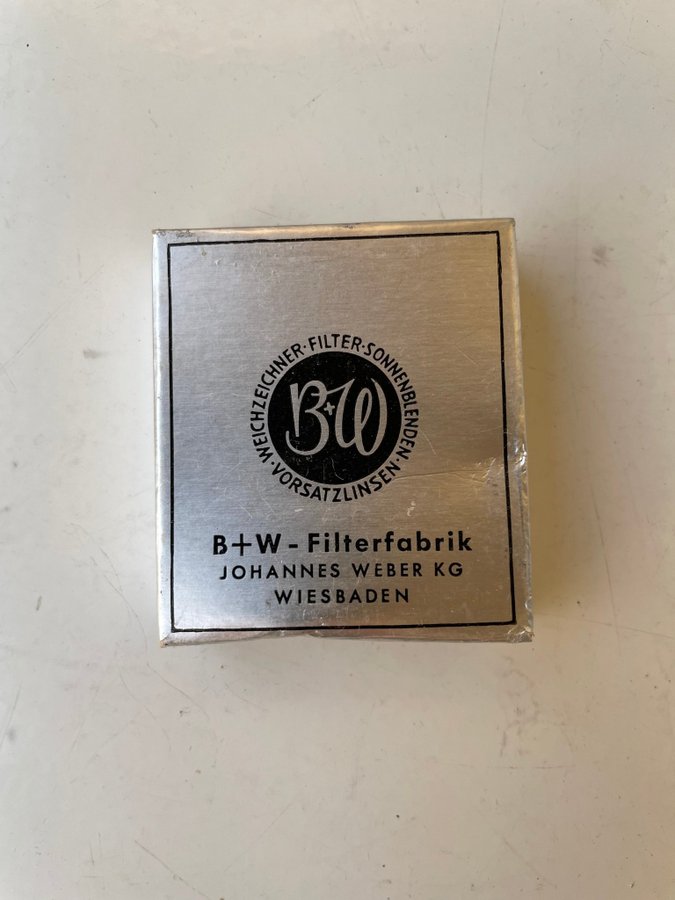 WEICHZEICHNER·FILTER·SONNENBLENDEN·VORSATZLINSEN·
B+W
B+W-Filterfabrik
JOHANNES WEBER KG
WIESBADEN